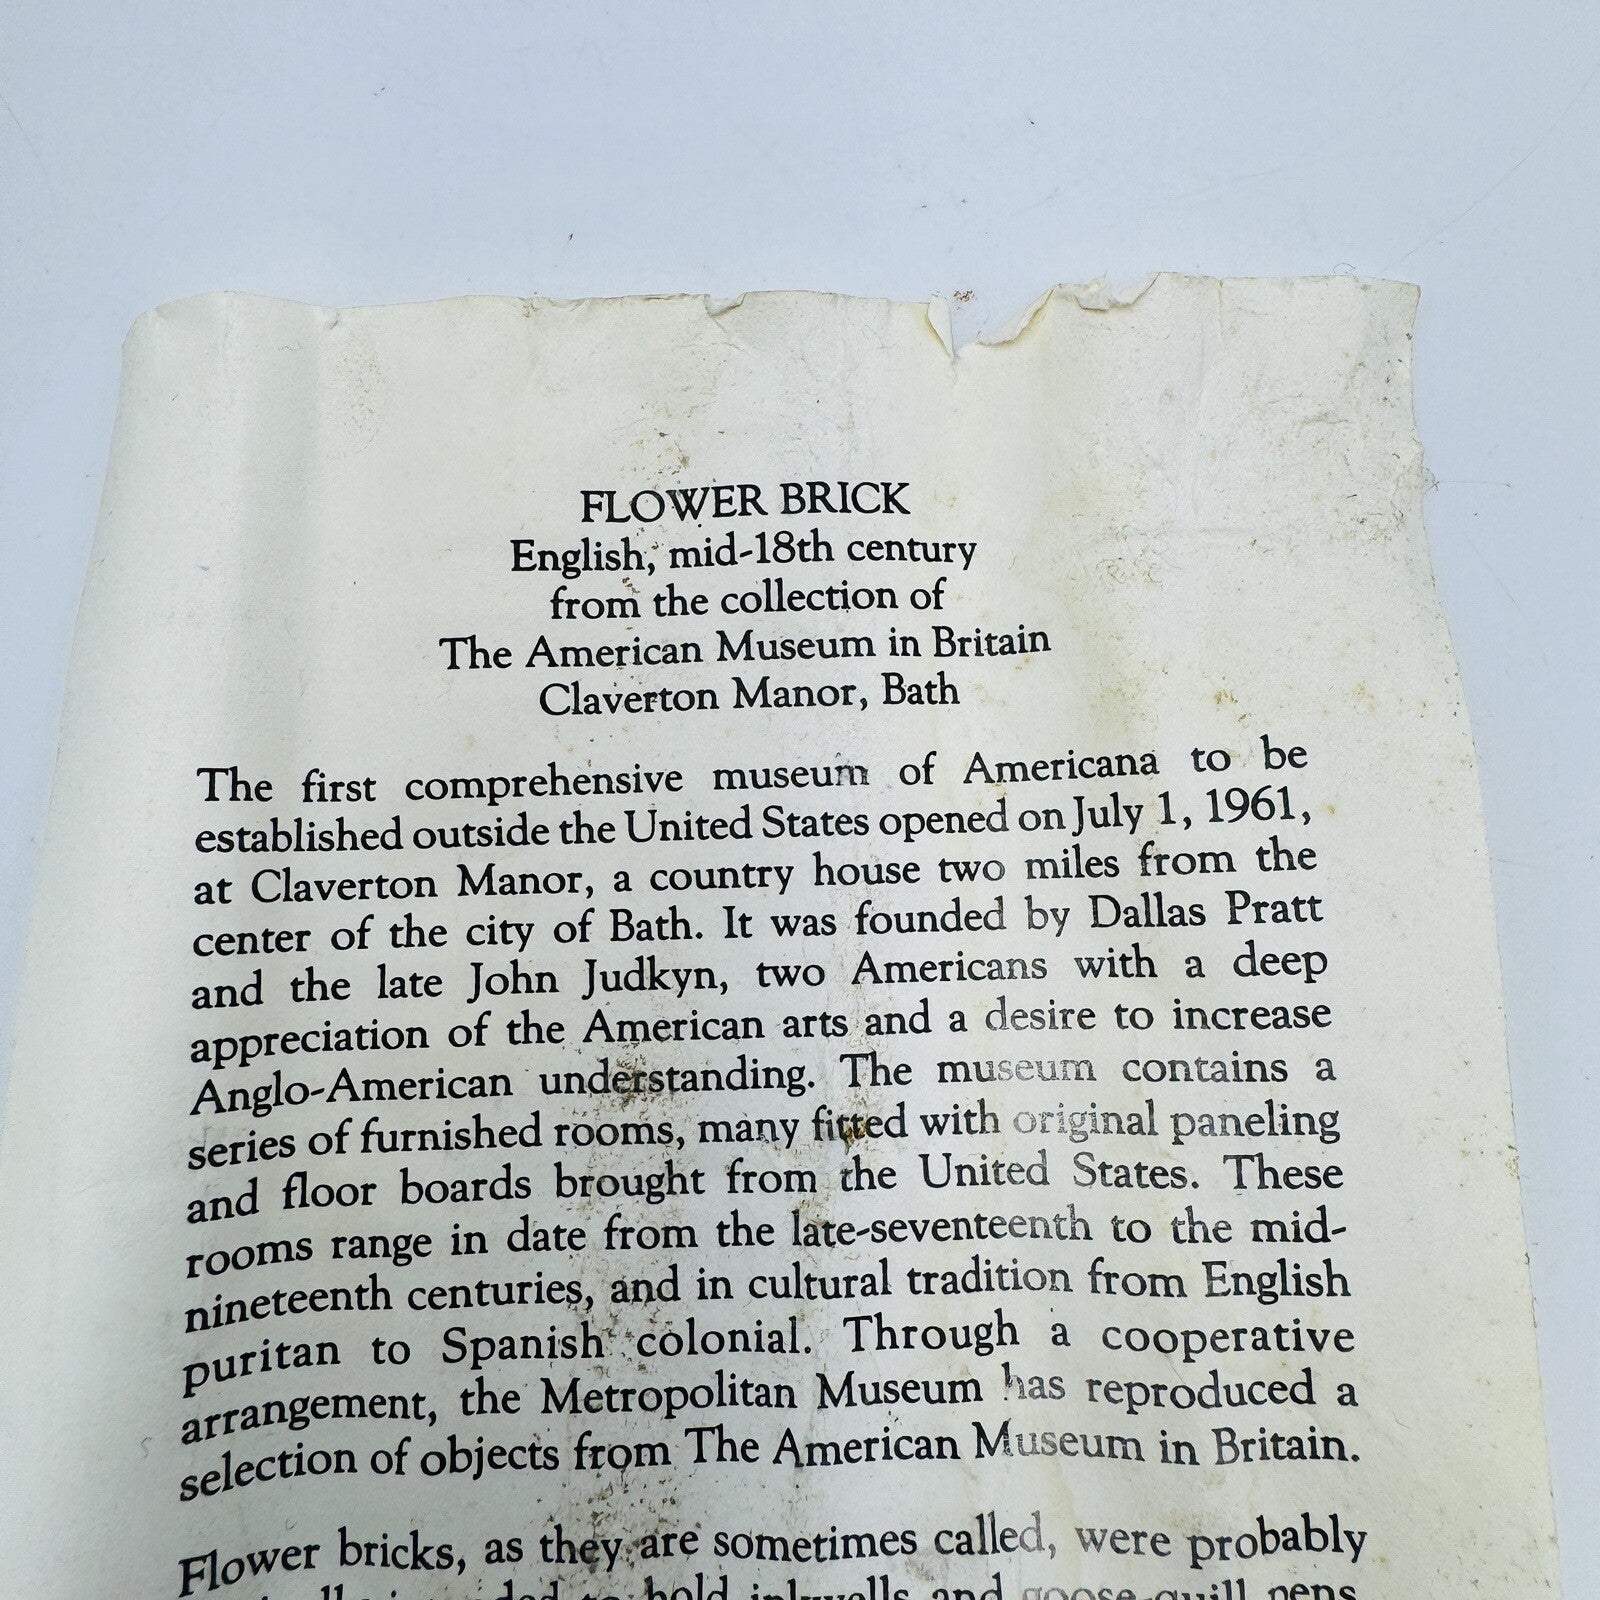 FLOWER BRICK
English, mid-18th century
from the collection of
The American Museum in Britain
Claverton Manor, Bath
The first comprehensive museum of Americana to be
established outside the United States opened on July 1, 1961,
at Claverton Manor, a country house two miles from the
center of the city of Bath. It was founded by Dallas Pratt
and the late John Judkyn, two Americans with a deep
appreciation of the American arts and a desire to increase
Anglo-American understanding. The museum contains a
series of furnished rooms, many fitted with original paneling
and floor boards brought from the United States. These
rooms range in date from the late-seventeenth to the mid-
nineteenth centuries, and in cultural tradition from English
puritan to Spanish colonial. Through a cooperative
arrangement, the Metropolitan Museum has reproduced a
selection of objects from The American Museum in Britain.
Flower bricks, as they are sometimes called, were probably
to hold inkwells and goose-quill pens